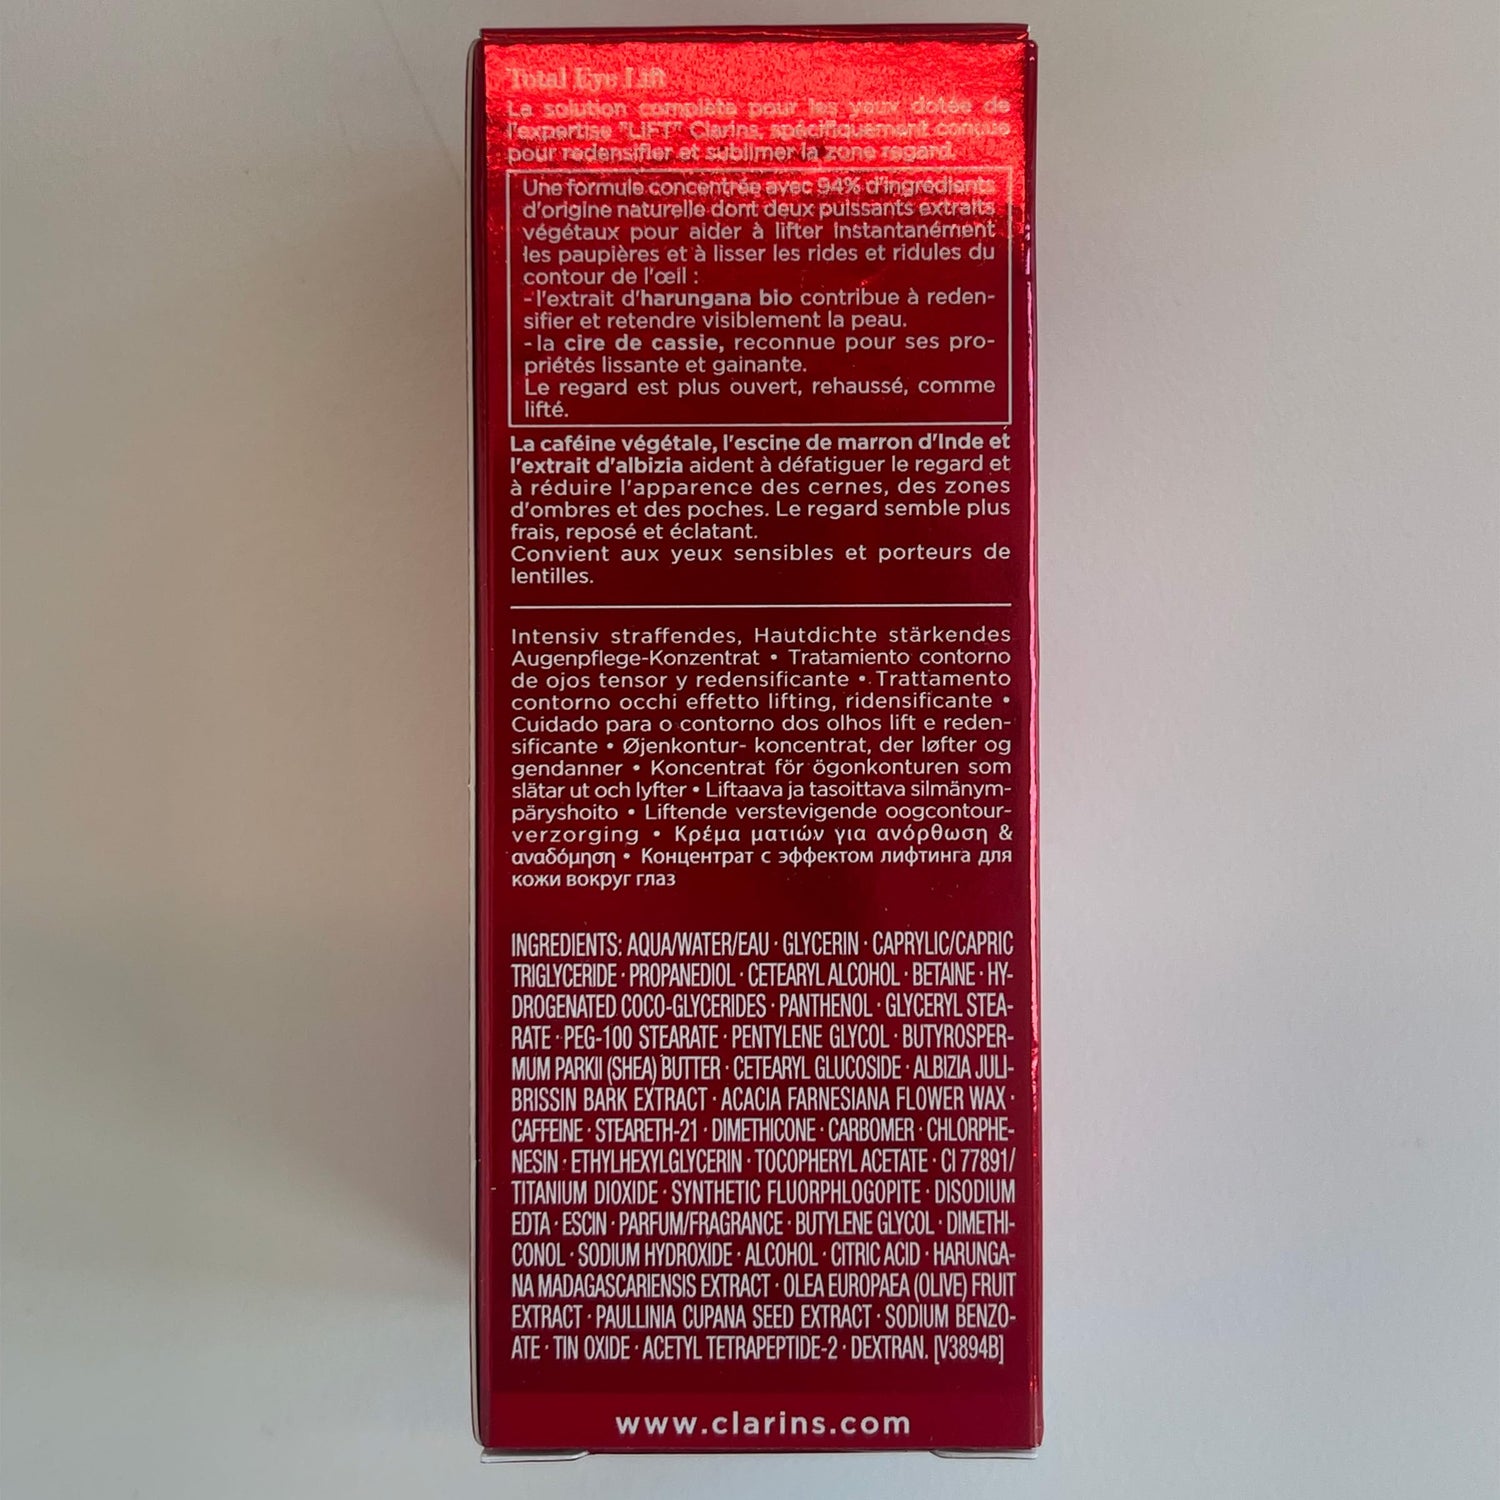 Total Eye Lift
La solution complète pour les yeux dotée de
l'expertise "LIFT" Clarins, spécifiquement conçue
pour redensifier et sublimer la zone regard.
Une formule concentrée avec 94% d'ingrédients
d'origine naturelle dont deux puissants extraits
végétaux pour aider à lifter instantanément
les paupières et à lisser les rides et ridules du
contour de l'œil :
- l'extrait d'harungana bio contribue à reden-
sifier et retendre visiblement la peau.
- la cire de cassie, reconnue pour ses pro-
priétés lissante et gainante.
Le regard est plus ouvert, rehaussé, comme
lifté.
La caféine végétale, l'escine de marron d'Inde et
l'extrait d'albizia aident à défatiguer le regard et
à réduire l'apparence des cernes, des zones
d'ombres et des poches. Le regard semble plus
frais, reposé et éclatant.
Convient aux yeux sensibles et porteurs de
lentilles.
Intensiv straffendes, Hautdichte stärkendes
Augenpflege-Konzentrat • Tratamiento contorno
de ojos tensor y redensificante • Trattamento
contorno occhi effetto lifting, ridensificante •
Cuidado para o contorno dos olhos lift e reden-
sificante • Øjenkontur- koncentrat, der løfter og
gendanner • Koncentrat för ögonkonturen som
slätar ut och lyfter • Liftaava ja tasoittava silmänym-
päryshoito • Liftende verstevigende oogcontour-
verzorging • Κρέμα ματιών για ανόρθωση &
αναδόμηση • Концентрат с эффектом лифтинга для
кожи вокруг глаз
INGREDIENTS: AQUA/WATER/EAU · GLYCERIN · CAPRYLIC/CAPRIC
TRIGLYCERIDE · PROPANEDIOL · CETEARYL ALCOHOL · BETAINE · HY-
DROGENATED COCO-GLYCERIDES · PANTHENOL · GLYCERYL STEA-
RATE · PEG-100 STEARATE · PENTYLENE GLYCOL · BUTYROSPER-
MUM PARKII (SHEA) BUTTER · CETEARYL GLUCOSIDE · ALBIZIA JULI-
BRISSIN BARK EXTRACT · ACACIA FARNESIANA FLOWER WAX ·
CAFFEINE · STEARETH-21 · DIMETHICONE · CARBOMER · CHLORPHE-
NESIN · ETHYLHEXYLGLYCERIN · TOCOPHERYL ACETATE · CI 77891/
TITANIUM DIOXIDE · SYNTHETIC FLUORPHLOGOPITE · DISODIUM
EDTA · ESCIN · PARFUM/FRAGRANCE · BUTYLENE GLYCOL · DIMETHI-
CONOL · SODIUM HYDROXIDE · ALCOHOL · CITRIC ACID · HARUNGA-
NA MADAGASCARIENSIS EXTRACT · OLEA EUROPAEA (OLIVE) FRUIT
EXTRACT · PAULLINIA CUPANA SEED EXTRACT · SODIUM BENZO-
ATE · TIN OXIDE · ACETYL TETRAPEPTIDE-2 · DEXTRAN. [V3894B]
www.clarins.com